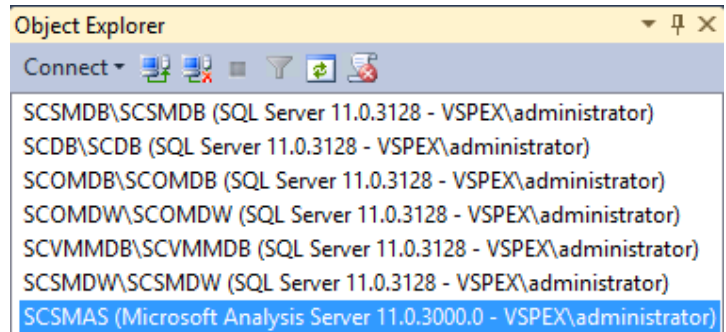 Object Explorer
Connect
SCSMDB\SCSMDB (SQL Server 11.0.3128 - VSPEX\administrator)
SCDB\SCDB (SQL Server 11.0.3128 - VSPEX\administrator)
SCOMDB\SCOMDB (SQL Server 11.0.3128 - VSPEX\administrator)
SCOMDW\SCOMDW (SQL Server 11.0.3128 - VSPEX\administrator)
SCVMMDB\SCVMMDB (SQL Server 11.0.3128 - VSPEX\administrator)
SCSMDW\SCSMDW (SQL Server 11.0.3128 - VSPEX\administrator)
SCSMAS (Microsoft Analysis Server 11.0.3000.0 - VSPEX\administrator)